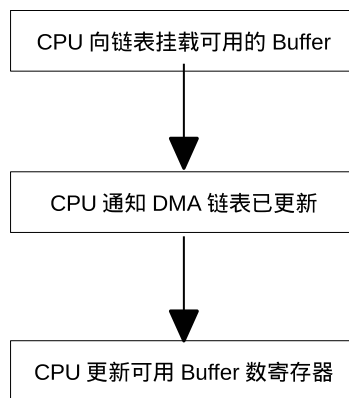 CPU 向链表挂载可用的 Buffer
CPU 通知 DMA 链表已更新
CPU 更新可用 Buffer 数寄存器